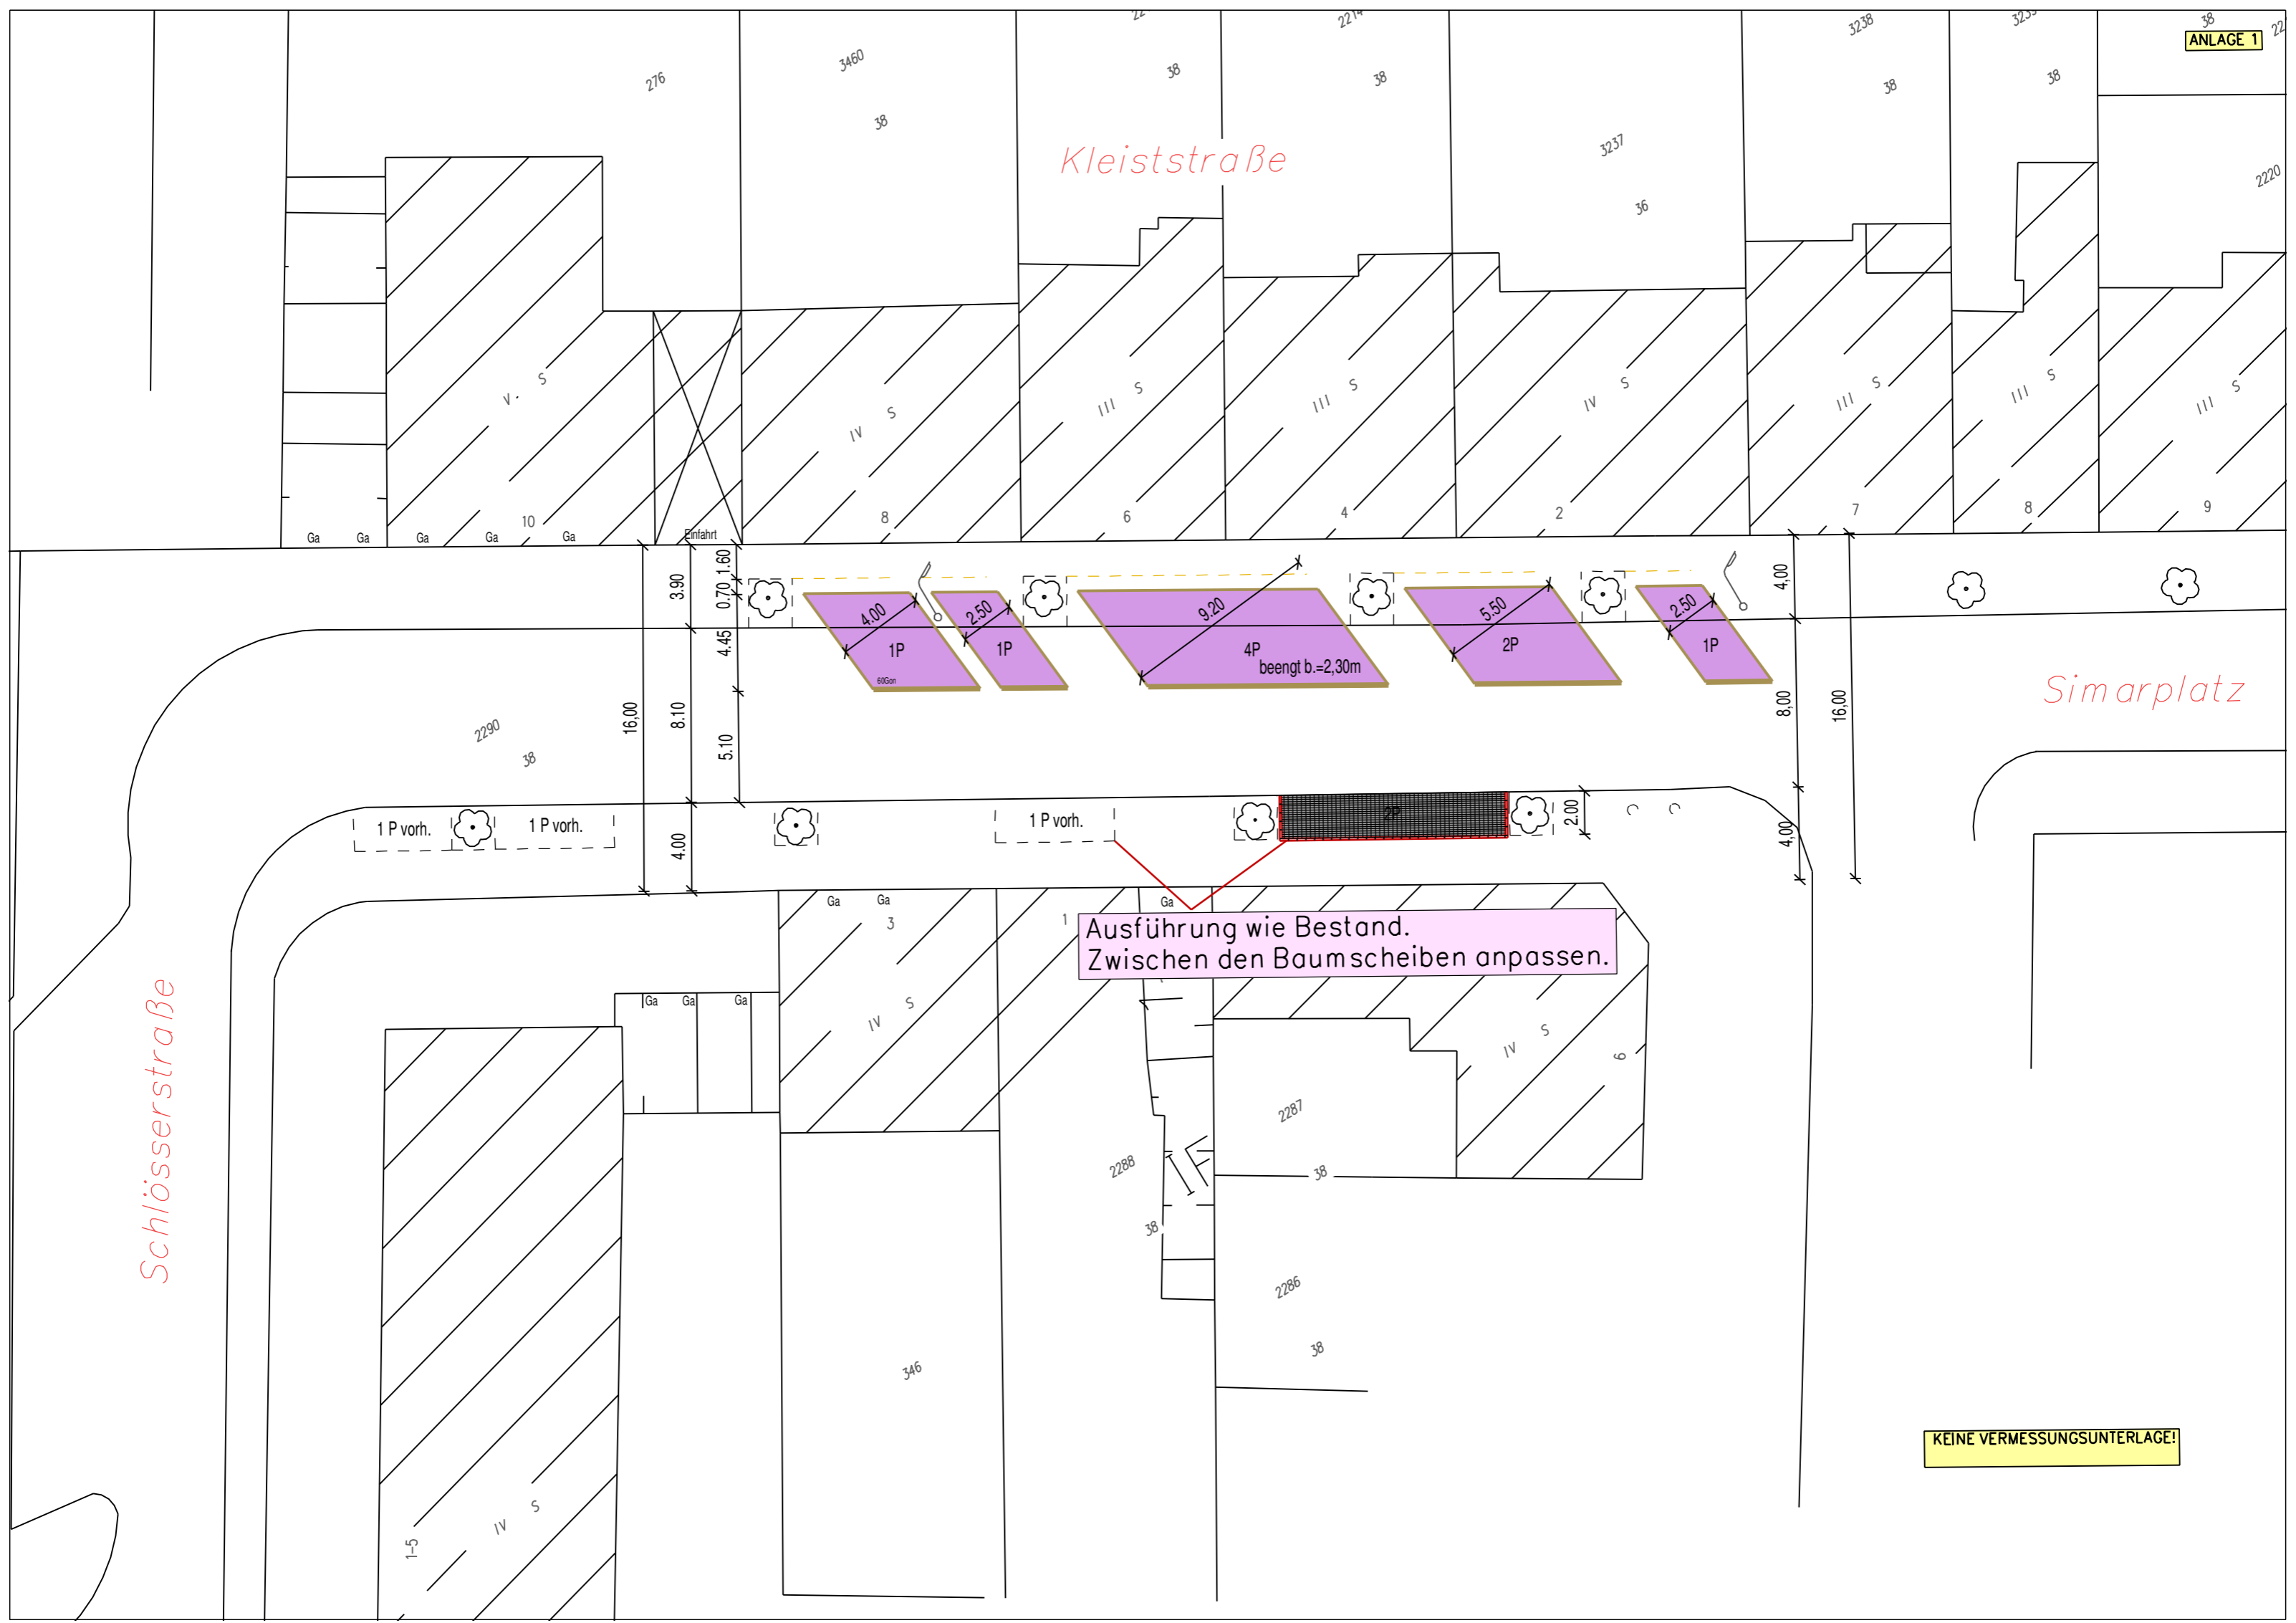 ANLAGE 1
276
3460
38
38
2214
38
3237
36
3238
38
38
38
2220
Kleiststraße
V. S
IV S
III S
III S
IV S
III S
III S
III S
10
8
6
4
2
7
8
9
Ga Ga Ga Ga Ga
Einfahrt
1.60
0.70
3.90
4.45
16,00
8.10
5.10
4.00
4.00
1P
60Gon
2.50
1P
9.20
4P
beengt b.=2,30m
5.50
2P
2.50
1P
4,00
8,00
16,00
4,00
Simarplatz
2290
38
1 P vorh.
1 P vorh.
1 P vorh.
2P
2.00
Ga Ga
3
1
Ga
Ausführung wie Bestand.
Zwischen den Baumscheiben anpassen.
Ga Ga Ga
IV S
IV S
6
Schlösserstraße
2287
38
2288
38
2286
38
346
KEINE VERMESSUNGSUNTERLAGE!
IV S
1-5